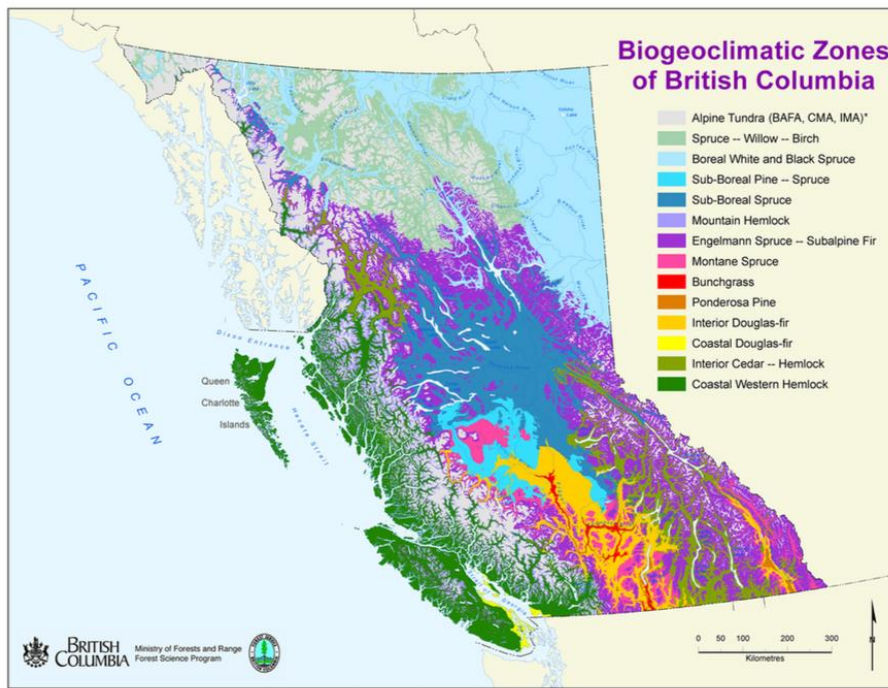 Biogeoclimatic Zones
of British Columbia
Alpine Tundra (BAFA, CMA, IMA)*
Spruce -- Willow -- Birch
Boreal White and Black Spruce
Sub-Boreal Pine -- Spruce
Sub-Boreal Spruce
Mountain Hemlock
Engelmann Spruce -- Subalpine Fir
Montane Spruce
Bunchgrass
Ponderosa Pine
Interior Douglas-fir
Coastal Douglas-fir
Interior Cedar -- Hemlock
Coastal Western Hemlock
PACIFIC OCEAN
Dixon Entrance
Queen
Charlotte
Islands
Hecate Strait
Georgia
BRITISH
COLUMBIA
Ministry of Forests and Range
Forest Science Program
0 50 100 200 300
Kilometres
N